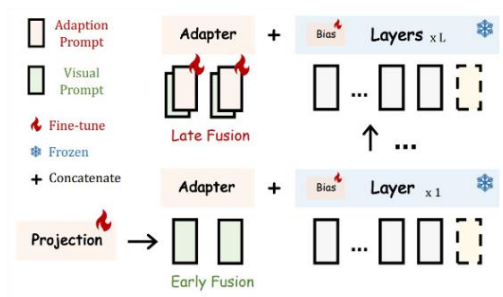 Adaption
Prompt
Visual
Prompt
Fine-tune
Frozen
+ Concatenate
Adapter + Bias Layers x L
...
Late Fusion
...
Adapter + Bias Layer x 1
Projection
...
Early Fusion